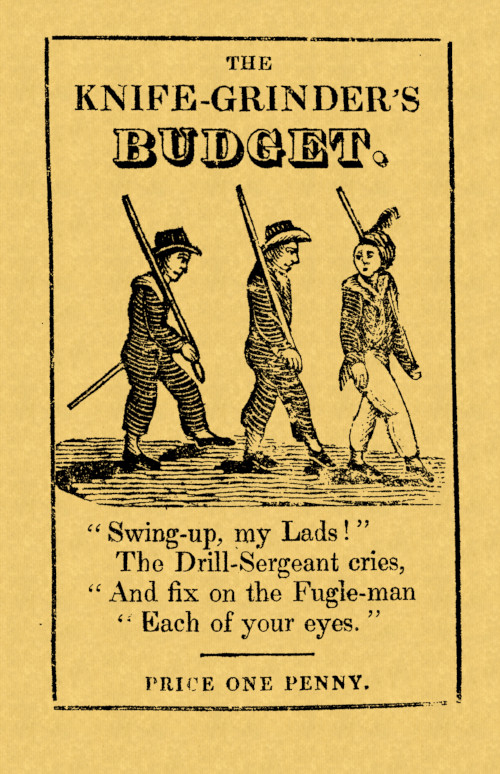 THE
KNIFE-GRINDER'S
BUDGET.
“ Swing-up, my Lads ! ”
The Drill-Sergeant cries,
“ And fix on the Fugle-man
“ Each of your eyes. ”
PRICE ONE PENNY.